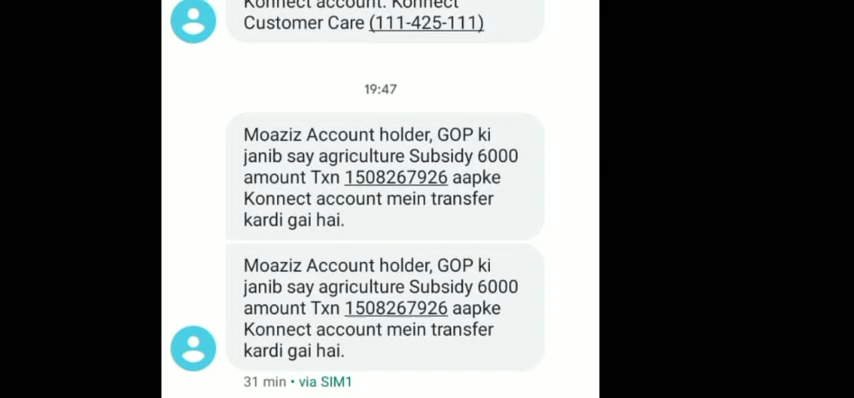 Konnect account. Konnect
Customer Care (111-425-111)
19:47
Moaziz Account holder, GOP ki
janib say agriculture Subsidy 6000
amount Txn 1508267926 aapke
Konnect account mein transfer
kardi gai hai.
Moaziz Account holder, GOP ki
janib say agriculture Subsidy 6000
amount Txn 1508267926 aapke
Konnect account mein transfer
kardi gai hai.
31 min • via SIM1